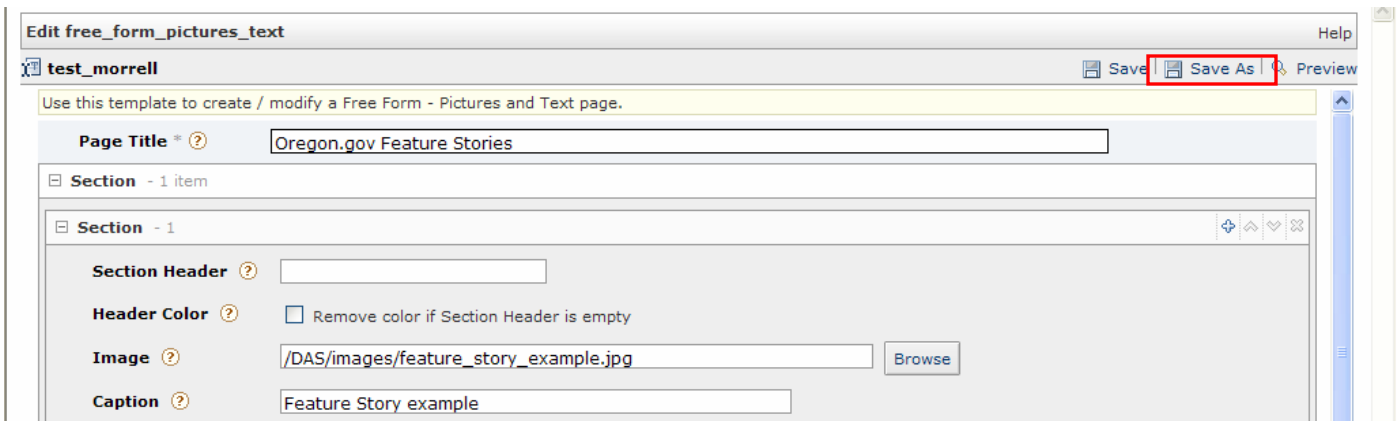 Edit free_form_pictures_text Help
test_morrell Save Save As Preview
Use this template to create / modify a Free Form - Pictures and Text page.
Page Title * ? Oregon.gov Feature Stories
Section - 1 item
Section - 1
Section Header ?
Header Color ? Remove color if Section Header is empty
Image ? /DAS/images/feature_story_example.jpg Browse
Caption ? Feature Story example